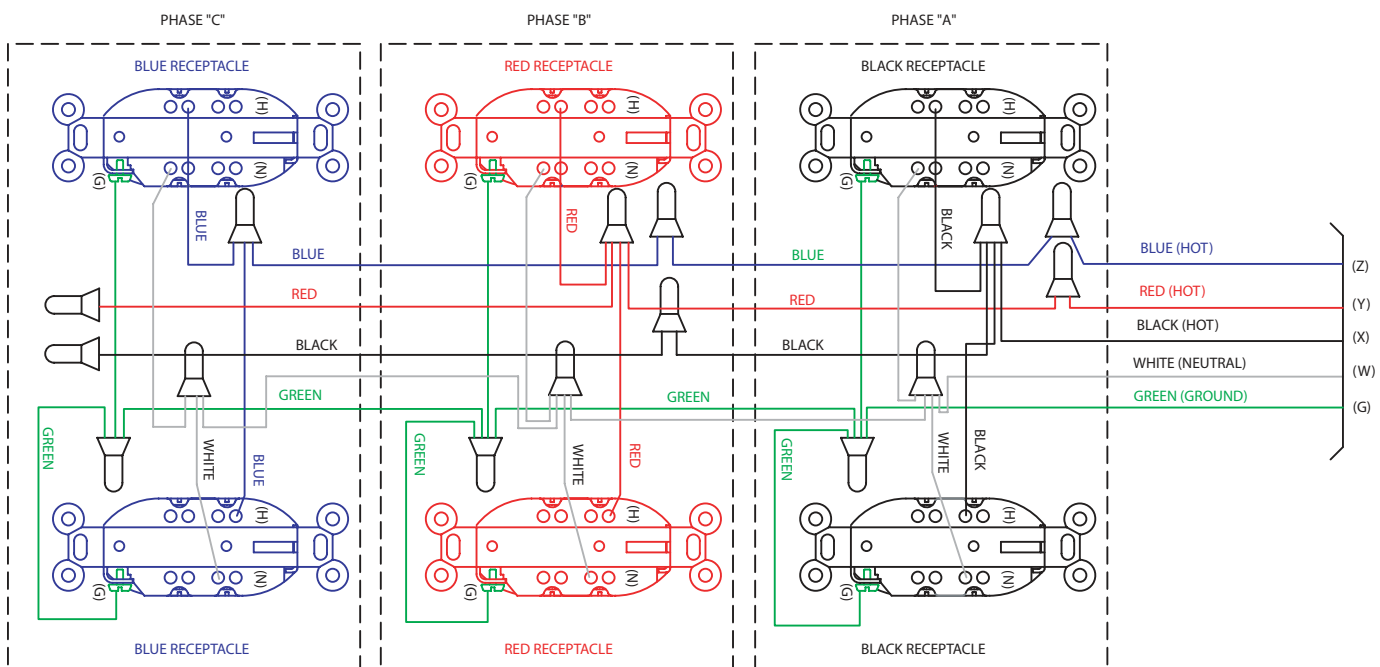 PHASE "C"
PHASE "B"
PHASE "A"
BLUE RECEPTACLE
RED RECEPTACLE
BLACK RECEPTACLE
(H)
(H)
(H)
(G)
(N)
(G)
(N)
(G)
(N)
BLUE
RED
BLACK
BLUE
BLUE
BLUE (HOT)
(Z)
RED
RED
RED (HOT)
(Y)
BLACK (HOT)
(X)
BLACK
BLACK
WHITE (NEUTRAL)
(W)
GREEN
GREEN
GREEN (GROUND)
(G)
GREEN
WHITE
BLUE
GREEN
WHITE
RED
GREEN
WHITE
BLACK
(H)
(H)
(H)
(G)
(N)
(G)
(N)
(G)
(N)
BLUE RECEPTACLE
RED RECEPTACLE
BLACK RECEPTACLE